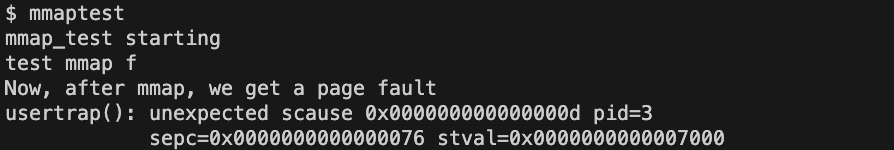 $ mmaptest
mmap_test starting
test mmap f
Now, after mmap, we get a page fault
usertrap(): unexpected scause 0x000000000000000d pid=3
            sepc=0x0000000000000076 stval=0x0000000000007000